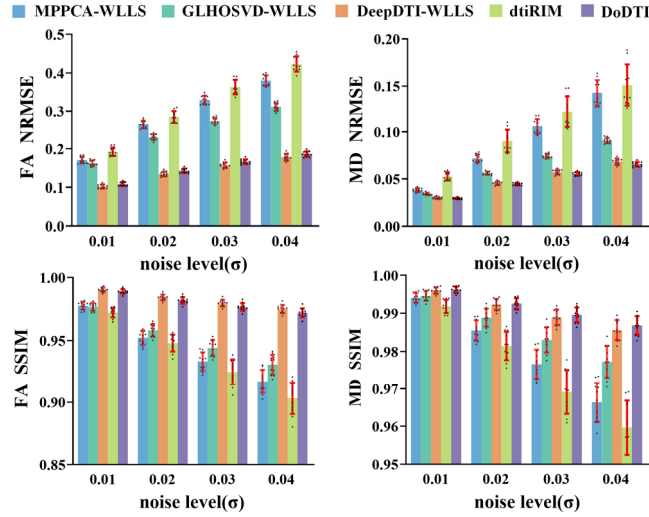 MPPCA-WLLS GLHOSVD-WLLS DeepDTI-WLLS dtiRIM DoDTI
FA NRMSE
0.5
0.4
0.3
0.2
0.1
0.0
0.01 0.02 0.03 0.04
noise level(σ)
MD NRMSE
0.20
0.15
0.10
0.05
0.00
0.01 0.02 0.03 0.04
noise level(σ)
FA SSIM
1.00
0.95
0.90
0.85
0.01 0.02 0.03 0.04
noise level(σ)
MD SSIM
1.00
0.99
0.98
0.97
0.96
0.95
0.01 0.02 0.03 0.04
noise level(σ)